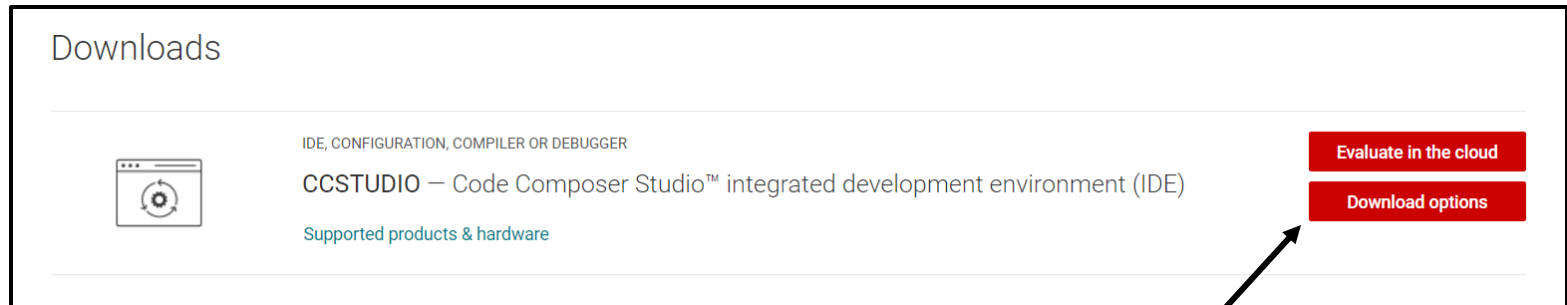 Downloads
IDE, CONFIGURATION, COMPILER OR DEBUGGER
CCSTUDIO — Code Composer Studio™ integrated development environment (IDE)
Supported products & hardware
Evaluate in the cloud
Download options